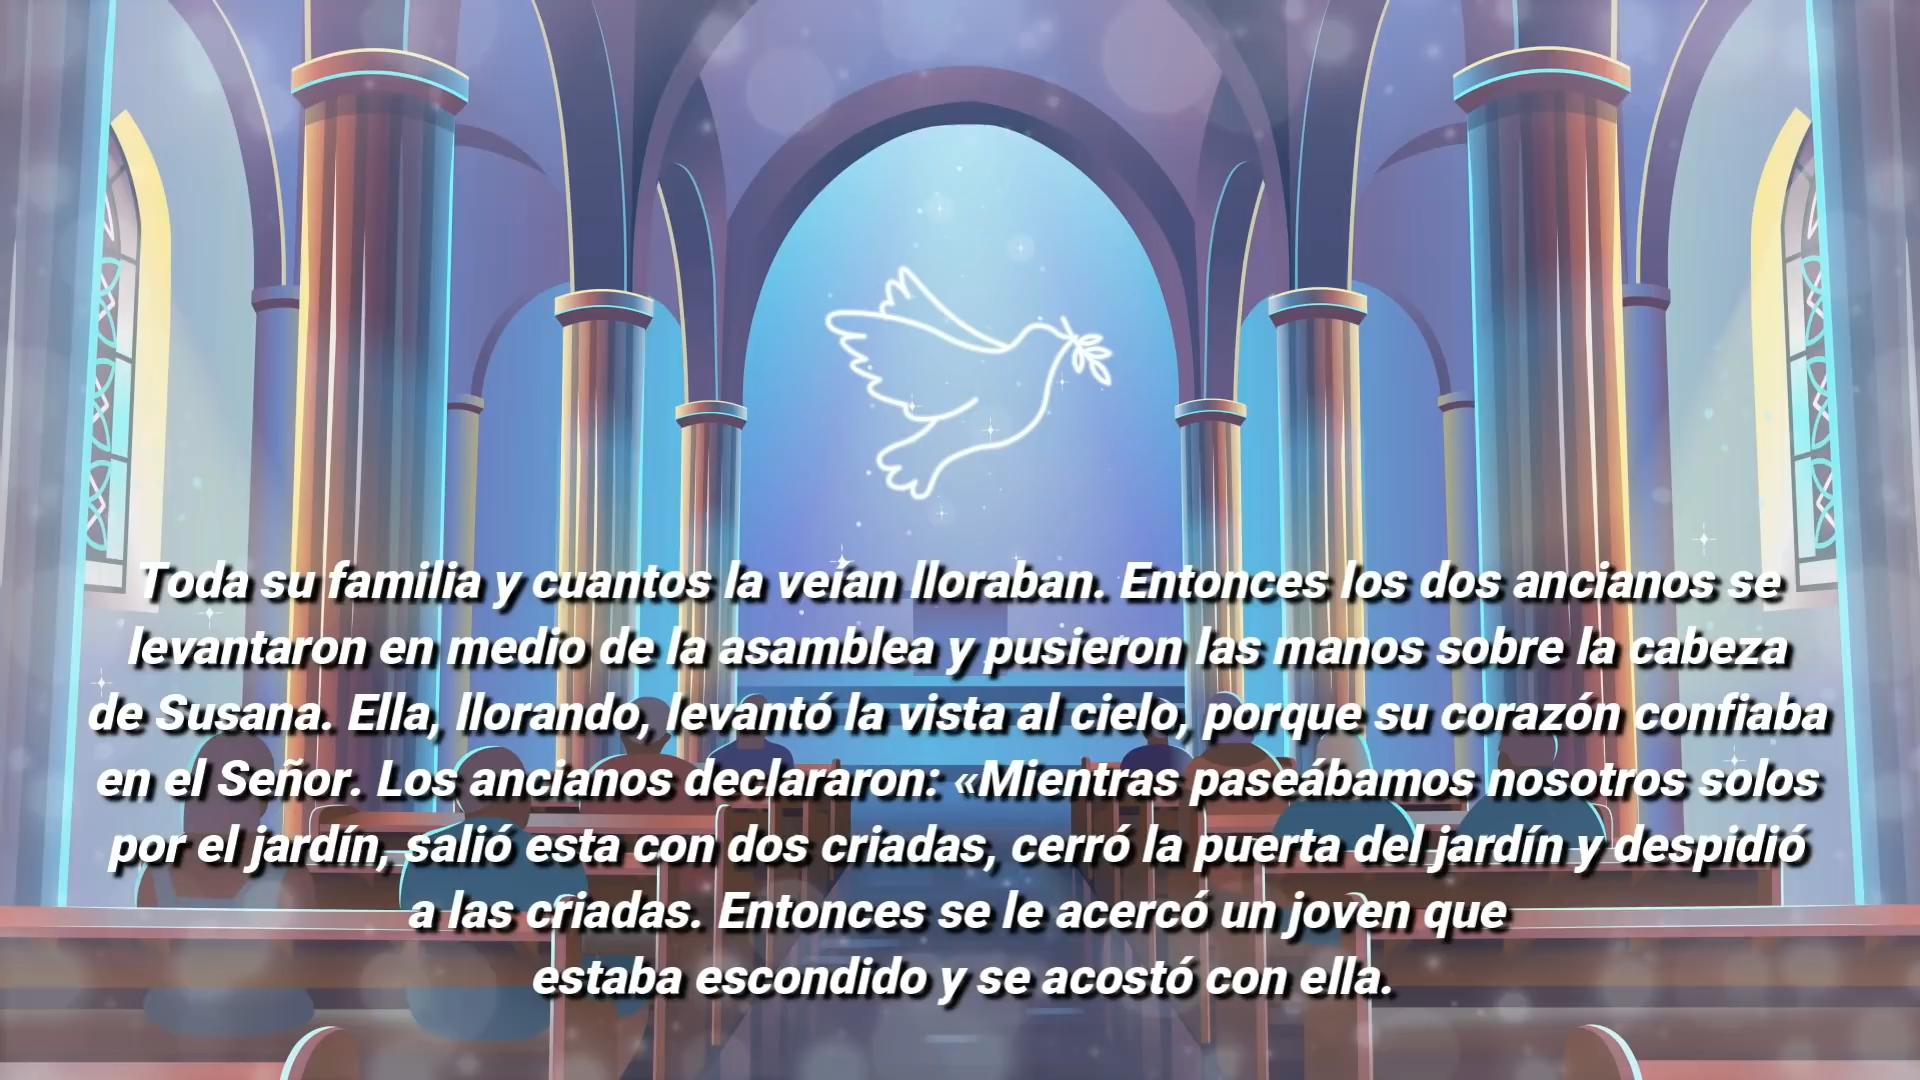 Toda su familia y cuantos la veían lloraban. Entonces los dos ancianos se
levantaron en medio de la asamblea y pusieron las manos sobre la cabeza
de Susana. Ella, llorando, levantó la vista al cielo, porque su corazón confiaba
en el Señor. Los ancianos declararon: «Mientras paseábamos nosotros solos
por el jardín, salió esta con dos criadas, cerró la puerta del jardín y despidió
a las criadas. Entonces se le acercó un joven que
estaba escondido y se acostó con ella.